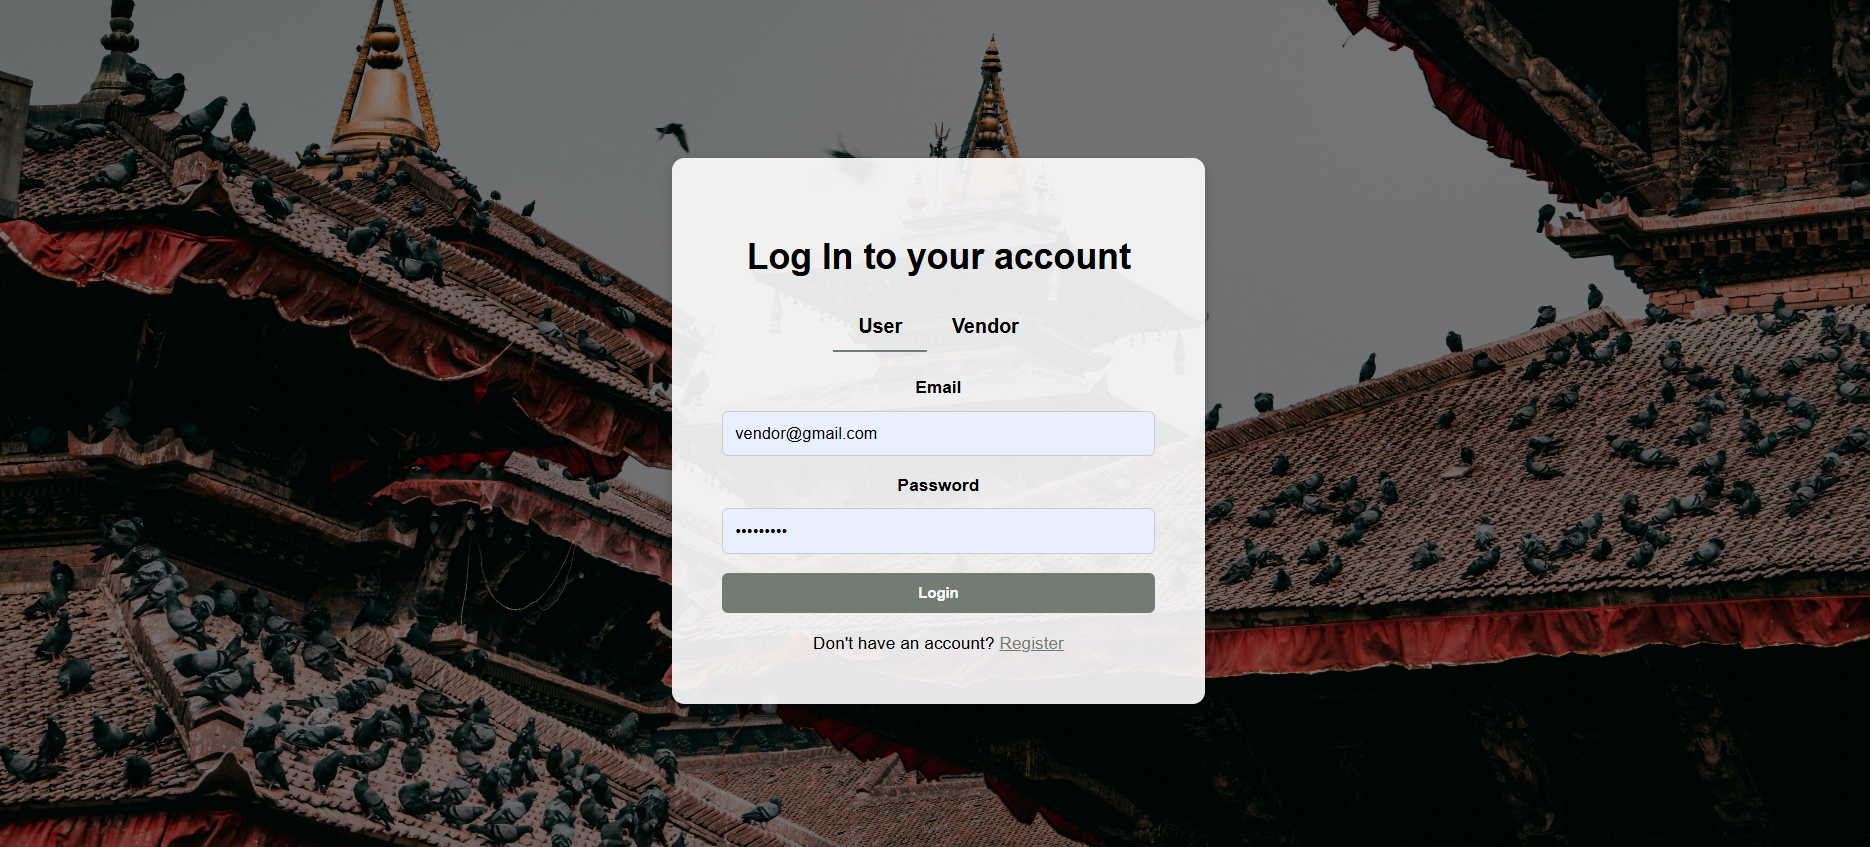 Log In to your account
User Vendor
Email
vendor@gmail.com
Password
•••••••••
Login
Don't have an account? Register